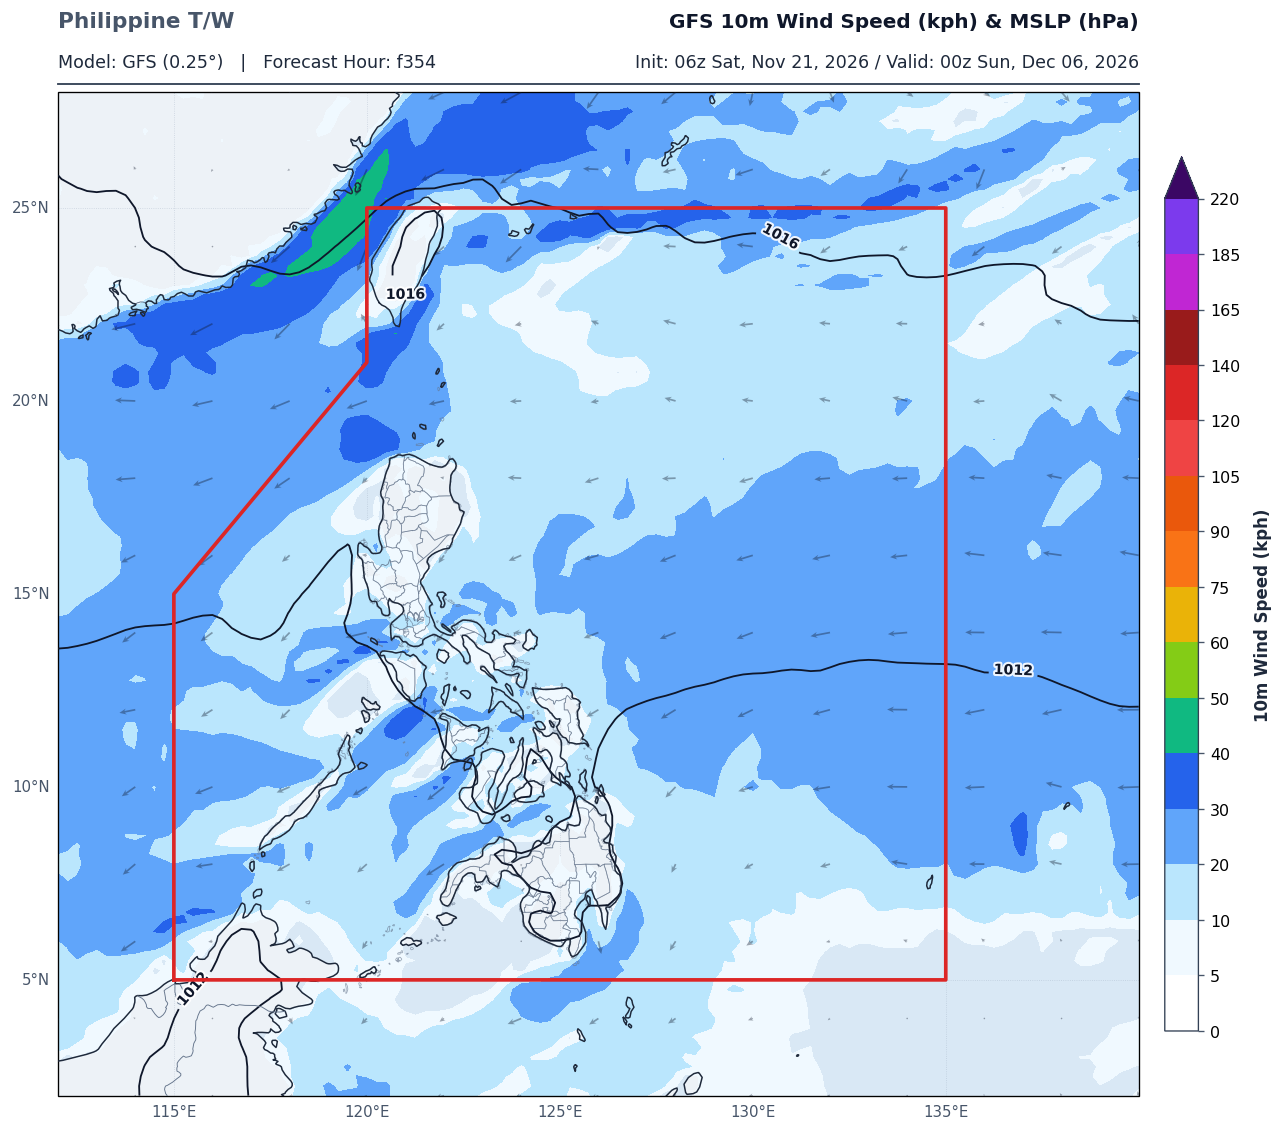 Philippine T/W
GFS 10m Wind Speed (kph) & MSLP (hPa)
Model: GFS (0.25°) | Forecast Hour: f354
Init: 06z Sat, Nov 21, 2026 / Valid: 00z Sun, Dec 06, 2026
25°N
20°N
15°N
10°N
5°N
1016
1016
1012
1012
115°E
120°E
125°E
130°E
135°E
220
185
165
140
120
105
90
75
60
50
40
30
20
10
5
0
10m Wind Speed (kph)